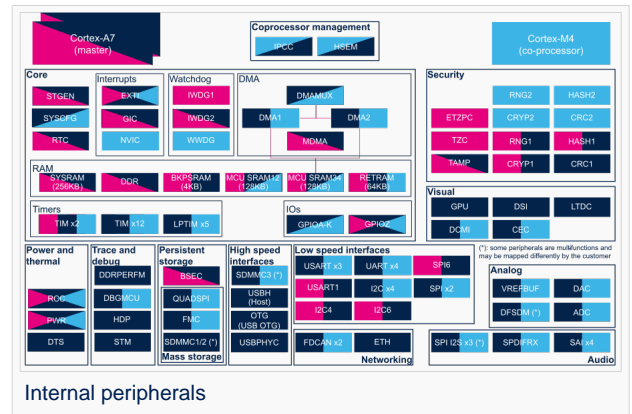 Cortex-A7
(master)
Coprocessor management
IPCC
HSEM
Cortex-M4
(co-processor)
Core
STGEN
SYSCFG
RTC
Interrupts
EXTI
GIC
NVIC
Watchdog
IWDG1
IWDG2
WWDG
DMA
DMAMUX
DMA1
DMA2
MDMA
Security
RNG2
HASH2
ETZPC
CRYP2
CRC2
TZC
RNG1
HASH1
TAMP
CRYP1
CRC1
RAM
SYSRAM
(256KB)
DDR
BKPSRAM
(4KB)
MCU SRAM12
(128KB)
MCU SRAM34
(128KB)
RETRAM
(64KB)
Timers
TIM x2
TIM x12
LPTIM x5
IOs
GPIOA-K
GPIOZ
Visual
GPU
DSI
LTDC
DCMI
CEC
(*): some peripherals are multifunctions and
may be mapped differently by the customer
Power and
thermal
RCC
PWR
DTS
Trace and
debug
DDRPERFM
DBGMCU
HDP
STM
Persistent
storage
BSEC
QUADSPI
FMC
SDMMC1/2 (*)
Mass storage
High speed
interfaces
SDMMC3 (*)
USBH
(Host)
OTG
(USB OTG)
USBPHYC
Low speed interfaces
USART x3
UART x4
SPI6
USART1
I2C x4
SPI x2
I2C4
I2C6
FDCAN x2
ETH
Networking
Analog
VREFBUF
DAC
DFSDM (*)
ADC
SPI I2S x3 (*)
SPDIFRX
SAI x4
Audio
Internal peripherals